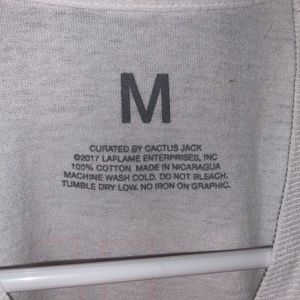 M
CURATED BY CACTUS JACK
©2017 LAFLAME ENTERPRISES, INC
100% COTTON MADE IN NICARAGUA
MACHINE WASH COLD. DO NOT BLEACH.
TUMBLE DRY LOW. NO IRON ON GRAPHIC.